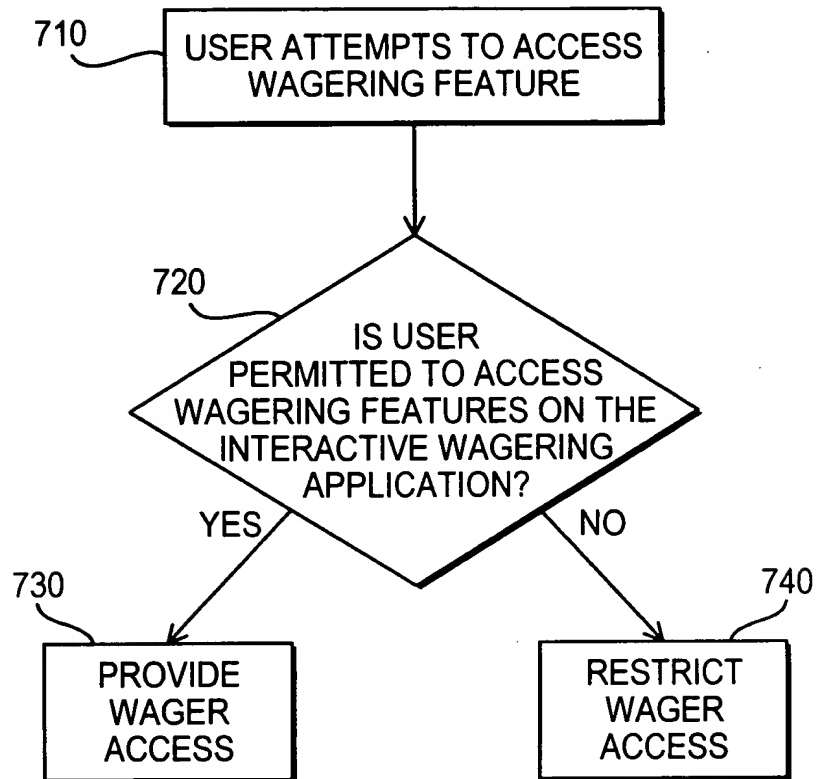 710
USER ATTEMPTS TO ACCESS
WAGERING FEATURE
720
IS USER
PERMITTED TO ACCESS
WAGERING FEATURES ON THE
INTERACTIVE WAGERING
APPLICATION?
YES
NO
730
PROVIDE
WAGER
ACCESS
740
RESTRICT
WAGER
ACCESS